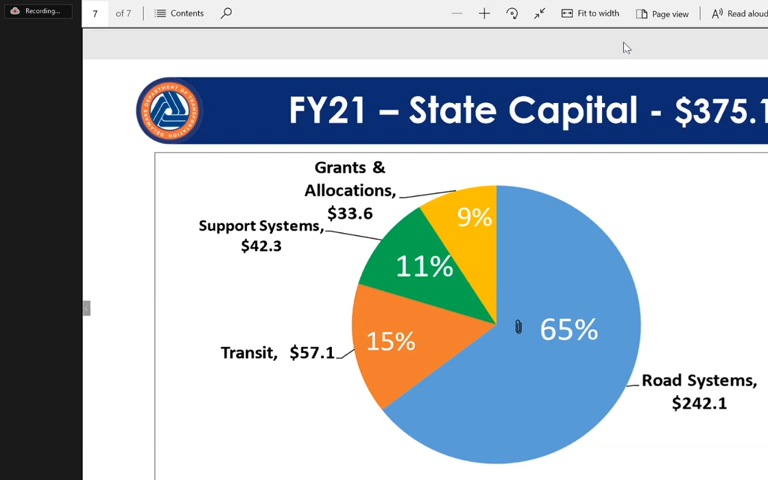 Recording...
7 of 7
Contents
Fit to width
Page view
Read aloud
FY21 – State Capital - $375.1
Grants &
Allocations,
$33.6
9%
Support Systems,
$42.3
11%
65%
Transit, $57.1
15%
Road Systems,
$242.1